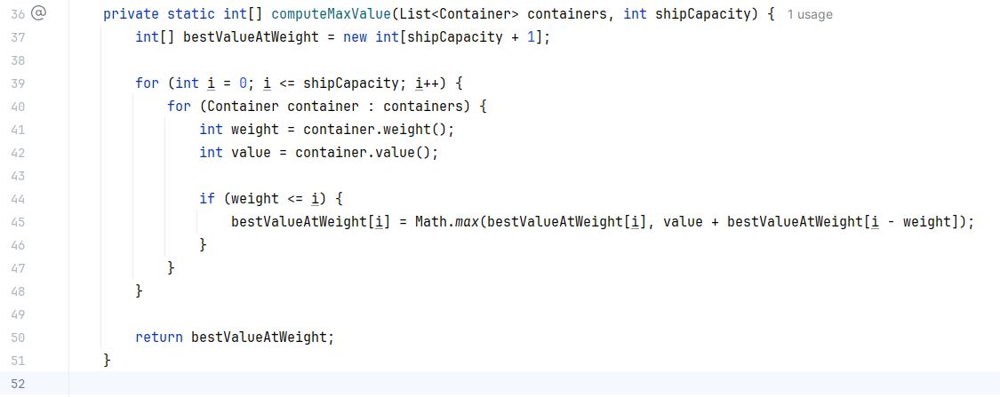 36 @ private static int[] computeMaxValue(List<Container> containers, int shipCapacity) { 1 usage
37 int[] bestValueAtWeight = new int[shipCapacity + 1];
38
39 for (int i = 0; i <= shipCapacity; i++) {
40 for (Container container : containers) {
41 int weight = container.weight();
42 int value = container.value();
43
44 if (weight <= i) {
45 bestValueAtWeight[i] = Math.max(bestValueAtWeight[i], value + bestValueAtWeight[i - weight]);
46 }
47 }
48 }
49
50 return bestValueAtWeight;
51 }
52